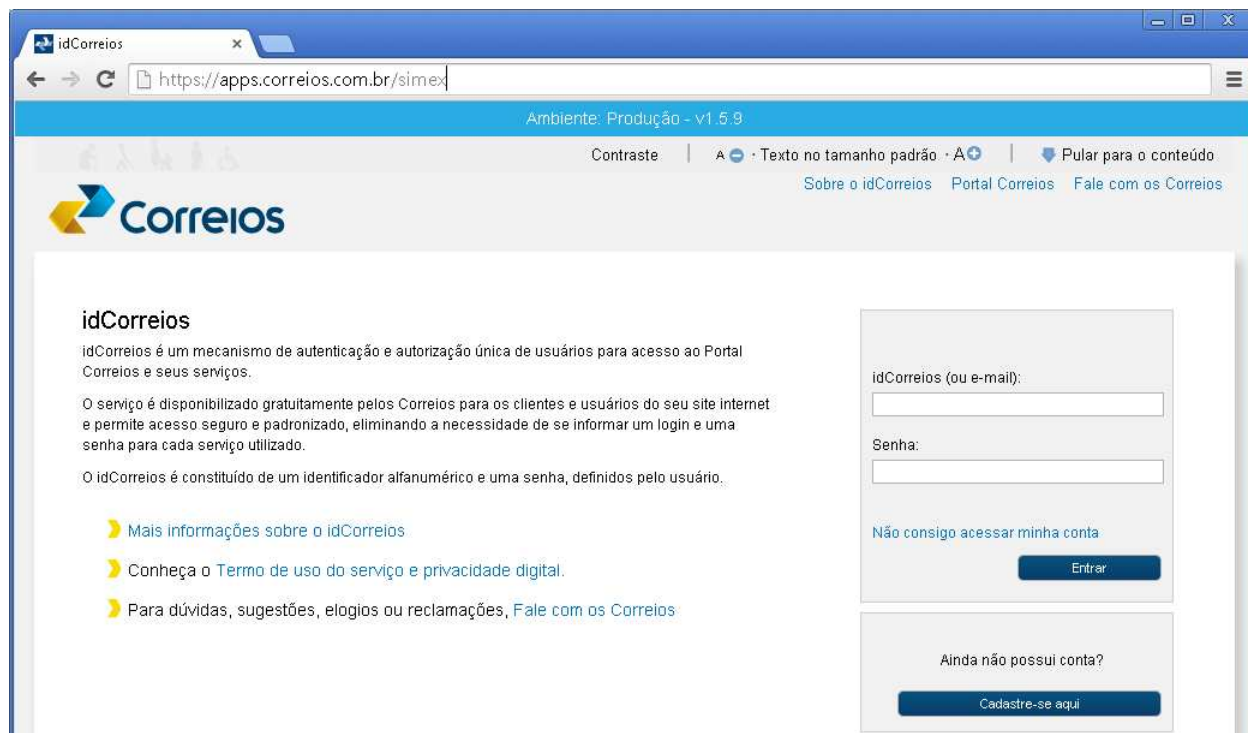 idCorreios
https://apps.correios.com.br/simex
Ambiente: Produção - v1.5.9
Contraste | A · Texto no tamanho padrão · A | Pular para o conteúdo
Sobre o idCorreios Portal Correios Fale com os Correios
Correios
idCorreios
idCorreios é um mecanismo de autenticação e autorização única de usuários para acesso ao Portal
Correios e seus serviços.
O serviço é disponibilizado gratuitamente pelos Correios para os clientes e usuários do seu site internet
e permite acesso seguro e padronizado, eliminando a necessidade de se informar um login e uma
senha para cada serviço utilizado.
O idCorreios é constituído de um identificador alfanumérico e uma senha, definidos pelo usuário.
Mais informações sobre o idCorreios
Conheça o Termo de uso do serviço e privacidade digital.
Para dúvidas, sugestões, elogios ou reclamações, Fale com os Correios
idCorreios (ou e-mail):
Senha:
Não consigo acessar minha conta
Entrar
Ainda não possui conta?
Cadastre-se aqui